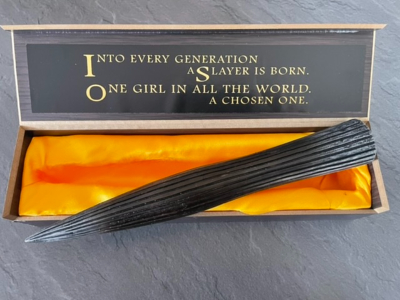 INTO EVERY GENERATION
A SLAYER IS BORN.
ONE GIRL IN ALL THE WORLD.
A CHOSEN ONE.